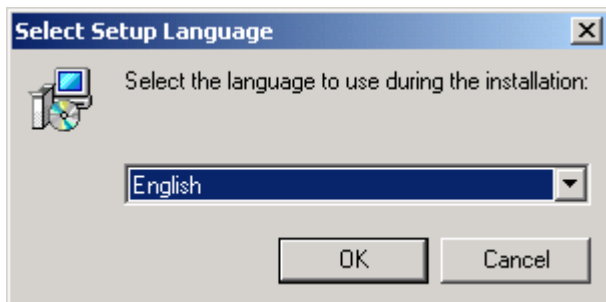 Select Setup Language
Select the language to use during the installation:
English
OK
Cancel